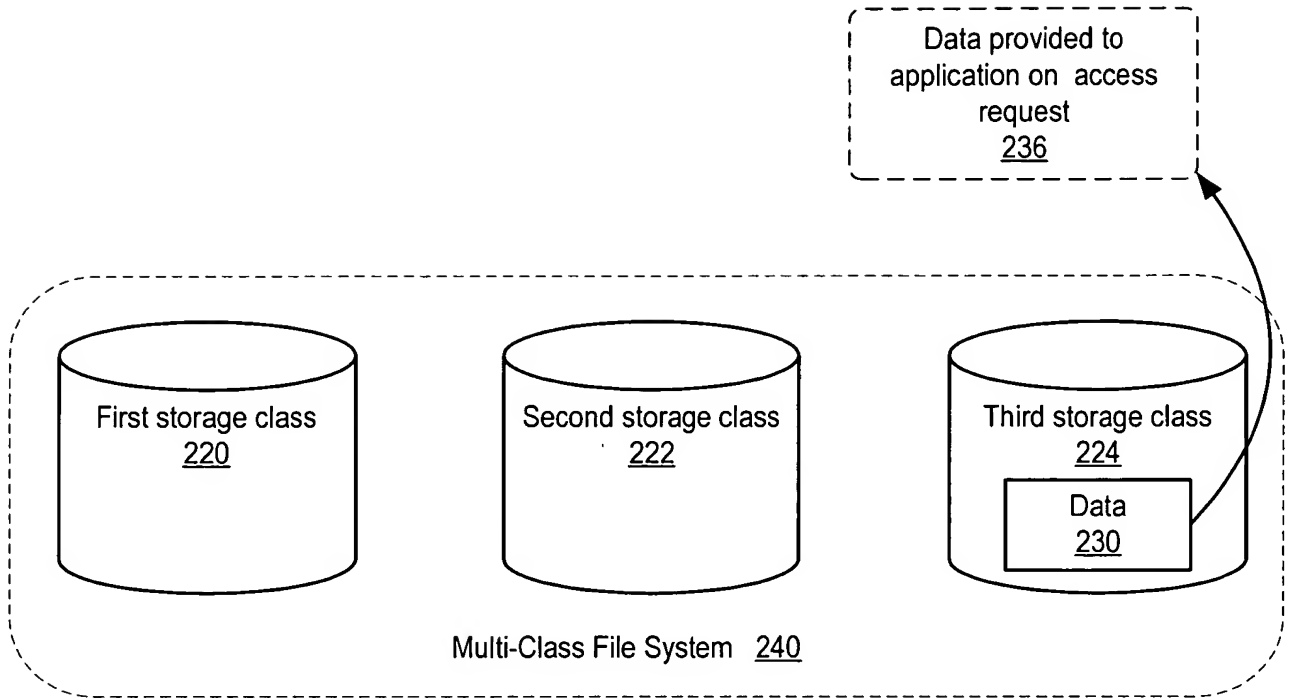 Data provided to
application on access
request
236
First storage class
220
Second storage class
222
Third storage class
224
Data
230
Multi-Class File System 240